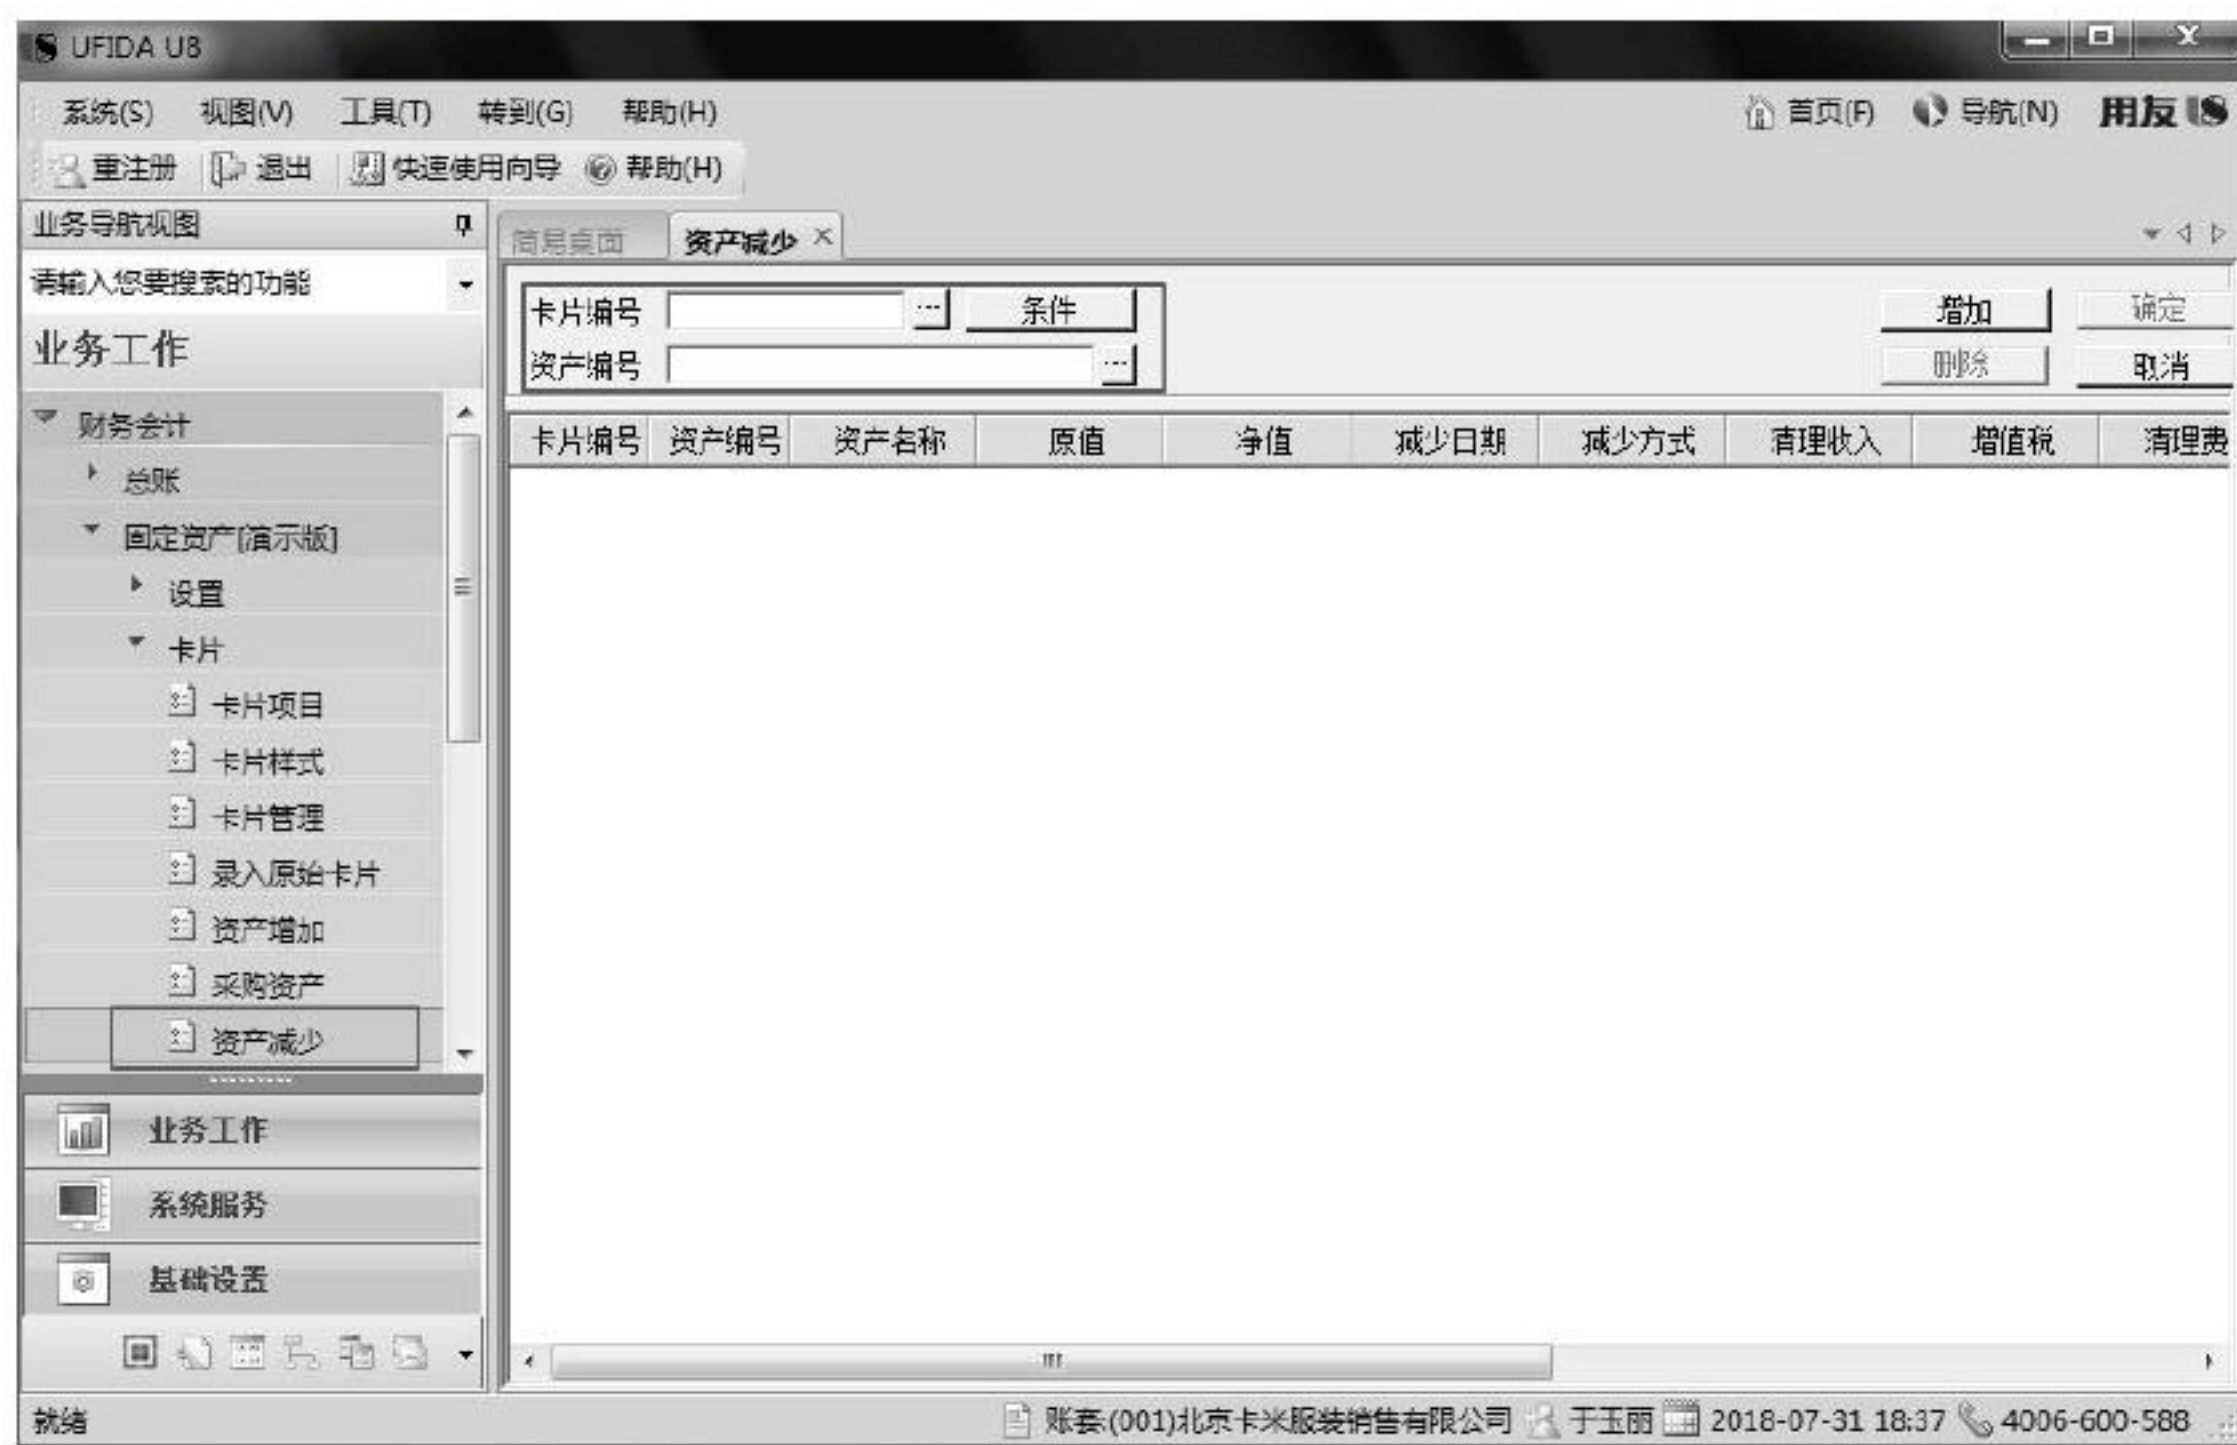 UFIDA U8
系统(S) 视图(V) 工具(T) 转到(G) 帮助(H) 首页(F) 导航(N) 用友U8
重注册 退出 快速使用向导 帮助(H)
业务导航视图
简易桌面 资产减少
请输入您要搜索的功能
卡片编号 ... 条件 增加 确定
资产编号 ... 删除 取消
业务工作
卡片编号 资产编号 资产名称 原值 净值 减少日期 减少方式 清理收入 增值税 清理费
财务会计
总账
固定资产[演示版]
设置
卡片
卡片项目
卡片样式
卡片管理
录入原始卡片
资产增加
采购资产
资产减少
业务工作
系统服务
基础设置
就绪 账套:(001)北京卡米服装销售有限公司 于玉丽 2018-07-31 18:37 4006-600-588